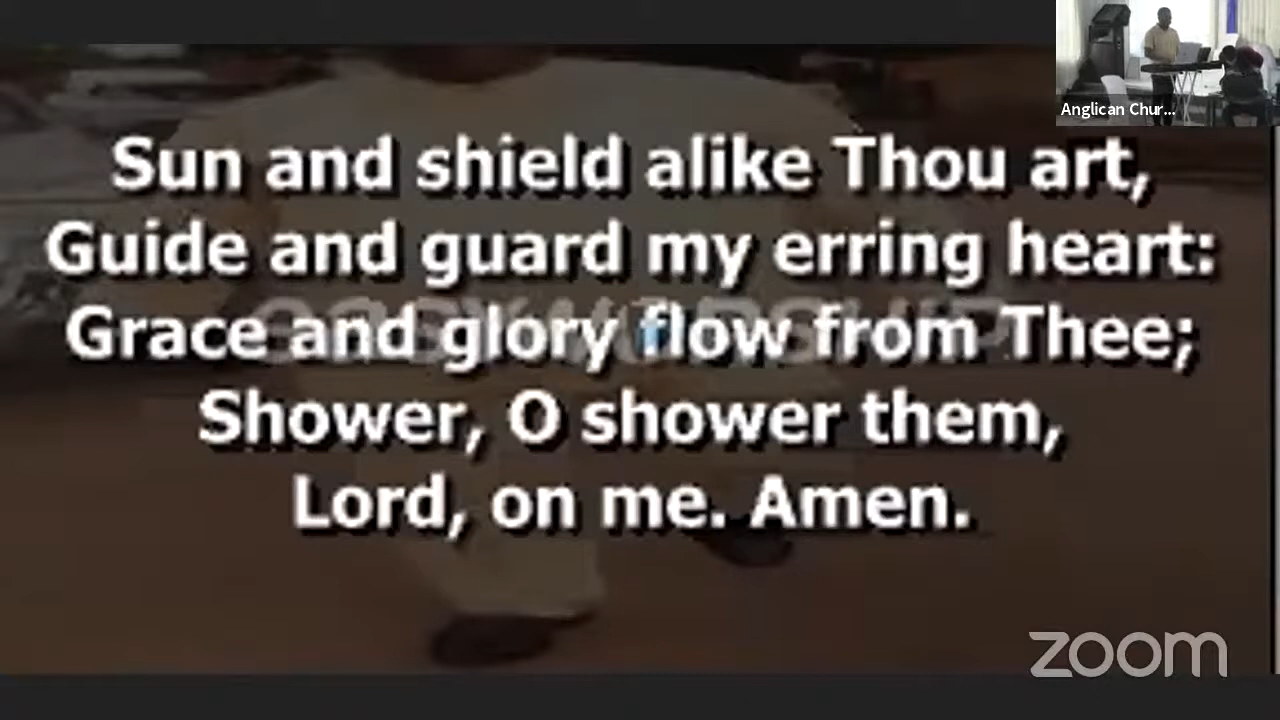 Anglican Chur...
Sun and shield alike Thou art,
Guide and guard my erring heart:
Grace and glory flow from Thee;
Shower, O shower them,
Lord, on me. Amen.
zoom